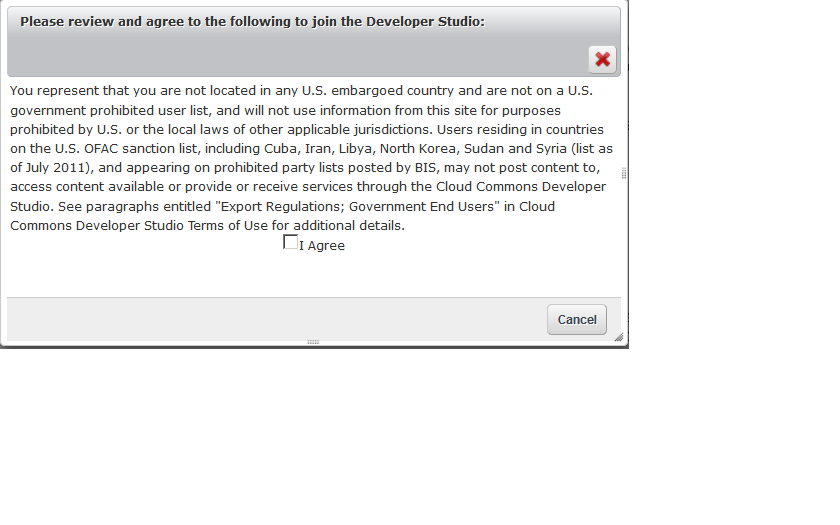 Please review and agree to the following to join the Developer Studio:
You represent that you are not located in any U.S. embargoed country and are not on a U.S.
government prohibited user list, and will not use information from this site for purposes
prohibited by U.S. or the local laws of other applicable jurisdictions. Users residing in countries
on the U.S. OFAC sanction list, including Cuba, Iran, Libya, North Korea, Sudan and Syria (list as
of July 2011), and appearing on prohibited party lists posted by BIS, may not post content to,
access content available or provide or receive services through the Cloud Commons Developer
Studio. See paragraphs entitled "Export Regulations; Government End Users" in Cloud
Commons Developer Studio Terms of Use for additional details.
I Agree
Cancel